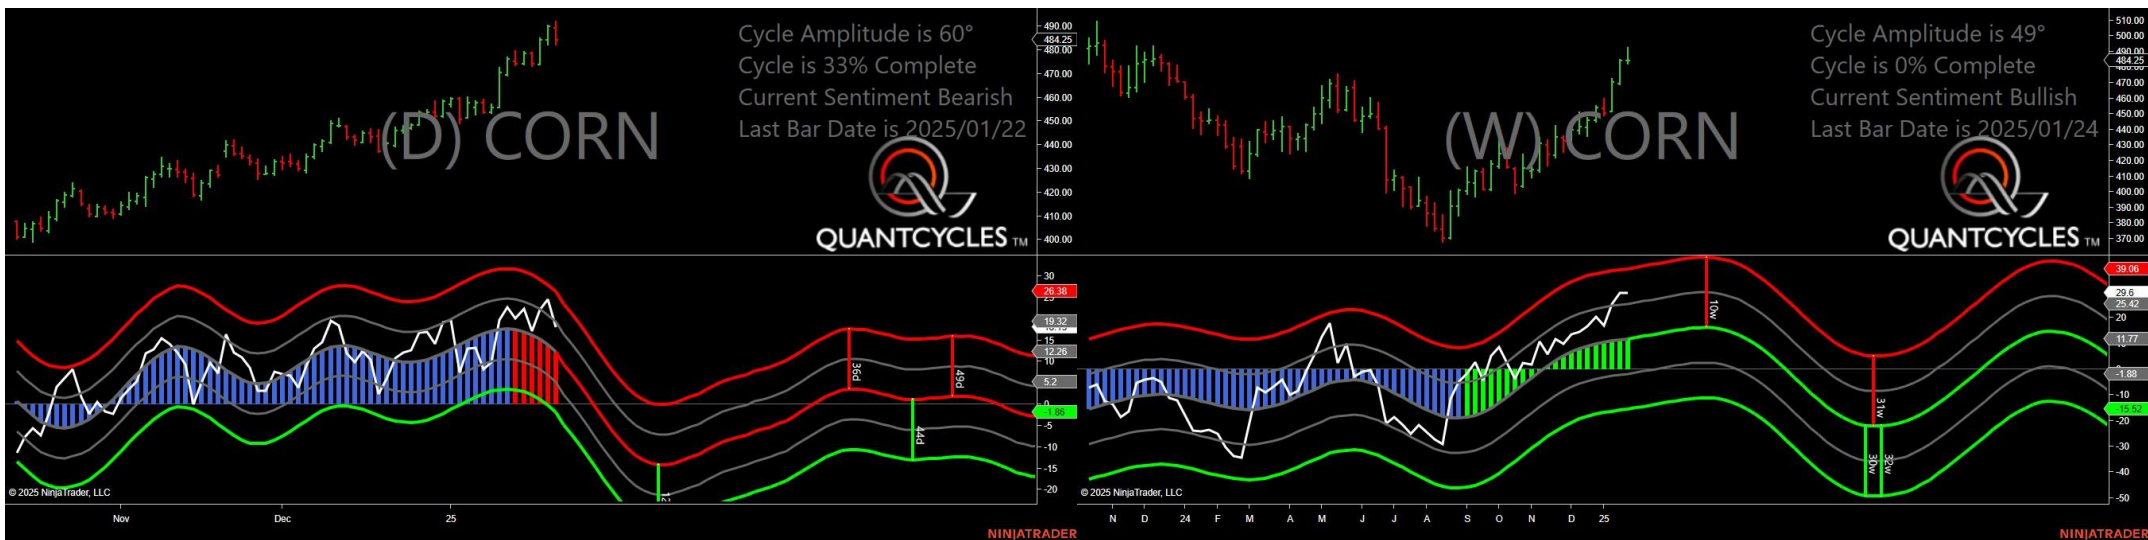 Cycle Amplitude is 60°
Cycle is 33% Complete
Current Sentiment Bearish
Last Bar Date is 2025/01/22
(D) CORN
QUANTCYCLES TM
490.00
484.25
480.00
470.00
460.00
450.00
440.00
430.00
420.00
410.00
400.00
30
26.38
19.32
15
12.26
10
5.2
0
-1.86
-5
-10
-15
-20
36d
49d
44d
12
© 2025 NinjaTrader, LLC
Nov
Dec
25
NINJATRADER
Cycle Amplitude is 49°
Cycle is 0% Complete
Current Sentiment Bullish
Last Bar Date is 2025/01/24
(W) CORN
QUANTCYCLES TM
510.00
500.00
490.00
484.25
470.00
460.00
450.00
440.00
430.00
420.00
410.00
400.00
390.00
380.00
370.00
39.06
29.6
25.42
20
11.77
-1.88
-10
-15.52
-20
-30
-40
-50
10w
31w
30w
32w
© 2025 NinjaTrader, LLC
N
D
24
F
M
A
M
J
J
A
S
O
N
D
25
NINJATRADER